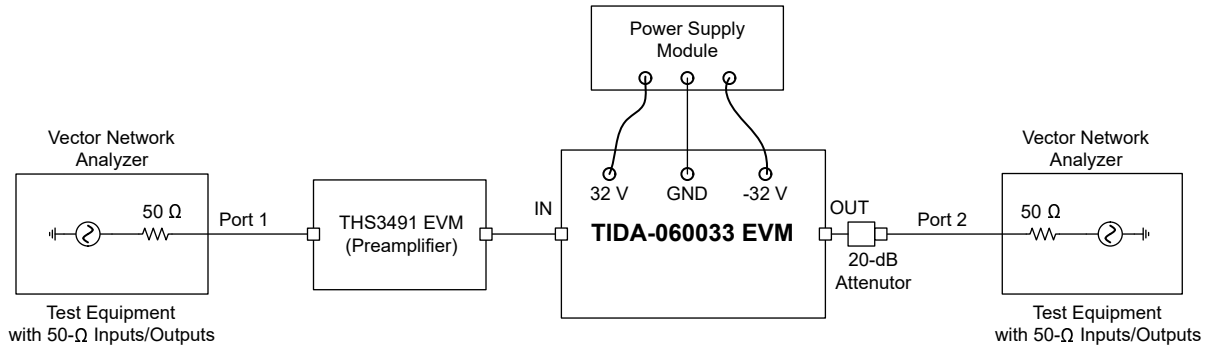 Power Supply
Module
Vector Network
Analyzer
50 Ω
Port 1
THS3491 EVM
(Preamplifier)
IN
32 V
GND
-32 V
TIDA-060033 EVM
OUT
20-dB
Attenutor
Port 2
Vector Network
Analyzer
50 Ω
Test Equipment
with 50-Ω Inputs/Outputs
Test Equipment
with 50-Ω Inputs/Outputs